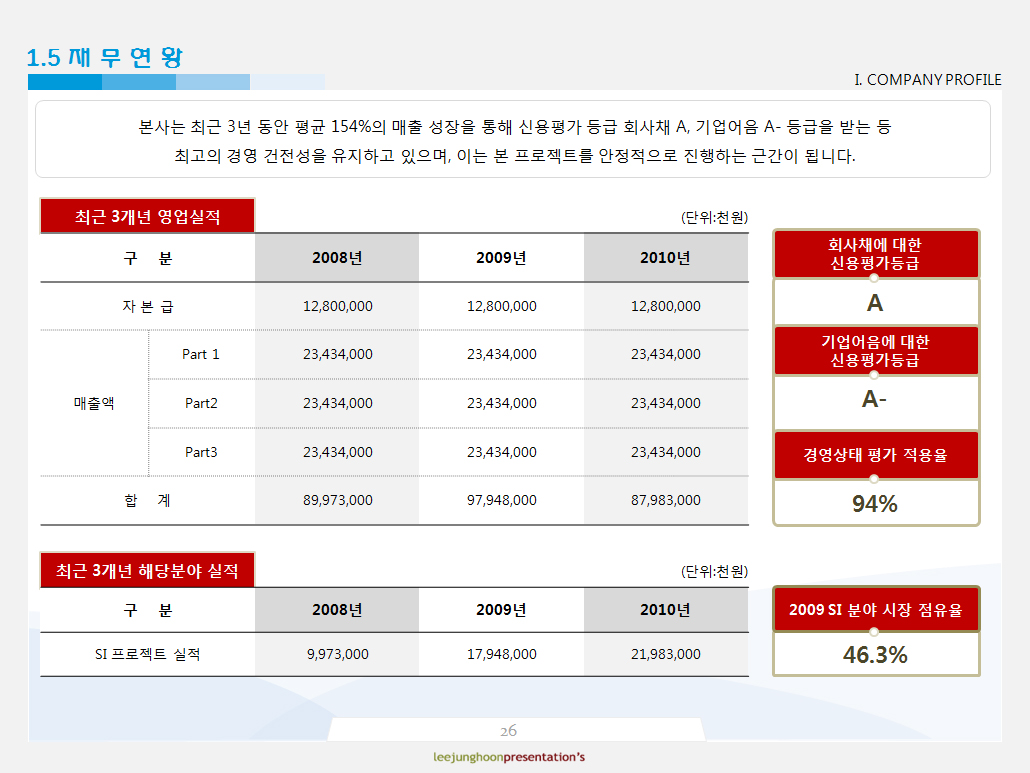 1.5 재 무 연 황
I. COMPANY PROFILE
본사는 최근 3년 동안 평균 154%의 매출 성장을 통해 신용평가 등급 회사채 A, 기업어음 A- 등급을 받는 등
최고의 경영 건전성을 유지하고 있으며, 이는 본 프로젝트를 안정적으로 진행하는 근간이 됩니다.
최근 3개년 영업실적
(단위:천원)
구 분 2008년 2009년 2010년
자 본 급 12,800,000 12,800,000 12,800,000
매출액
Part 1 23,434,000 23,434,000 23,434,000
Part2 23,434,000 23,434,000 23,434,000
Part3 23,434,000 23,434,000 23,434,000
합 계 89,973,000 97,948,000 87,983,000
회사채에 대한
신용평가등급
A
기업어음에 대한
신용평가등급
A-
경영상태 평가 적용율
94%
최근 3개년 해당분야 실적
(단위:천원)
구 분 2008년 2009년 2010년
SI 프로젝트 실적 9,973,000 17,948,000 21,983,000
2009 SI 분야 시장 점유율
46.3%
26
leejunghoonpresentation's